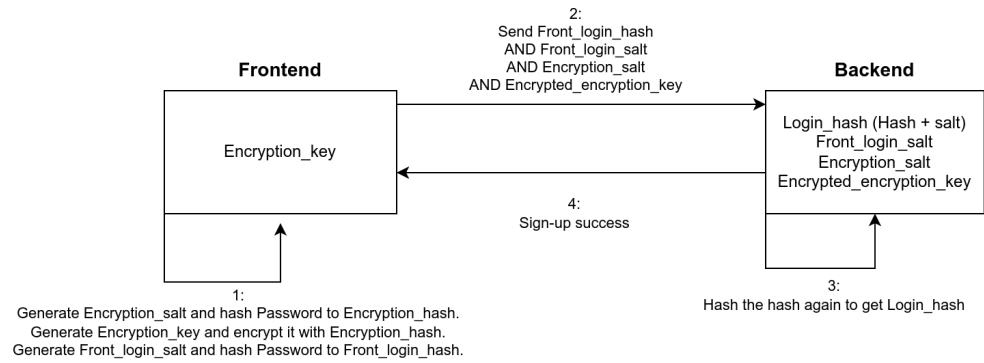 2:
Send Front_login_hash
AND Front_login_salt
AND Encryption_salt
AND Encrypted_encryption_key
Frontend
Backend
Encryption_key
Login_hash (Hash + salt)
Front_login_salt
Encryption_salt
Encrypted_encryption_key
4:
Sign-up success
1:
Generate Encryption_salt and hash Password to Encryption_hash.
Generate Encryption_key and encrypt it with Encryption_hash.
Generate Front_login_salt and hash Password to Front_login_hash.
3:
Hash the hash again to get Login_hash